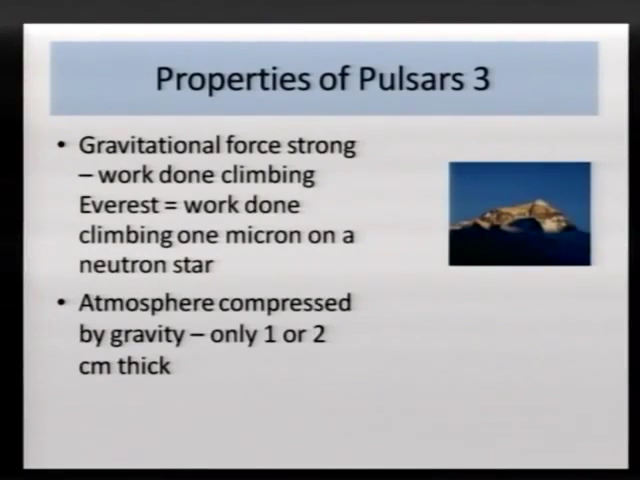 Properties of Pulsars 3
• Gravitational force strong
– work done climbing
Everest = work done
climbing one micron on a
neutron star
• Atmosphere compressed
by gravity – only 1 or 2
cm thick